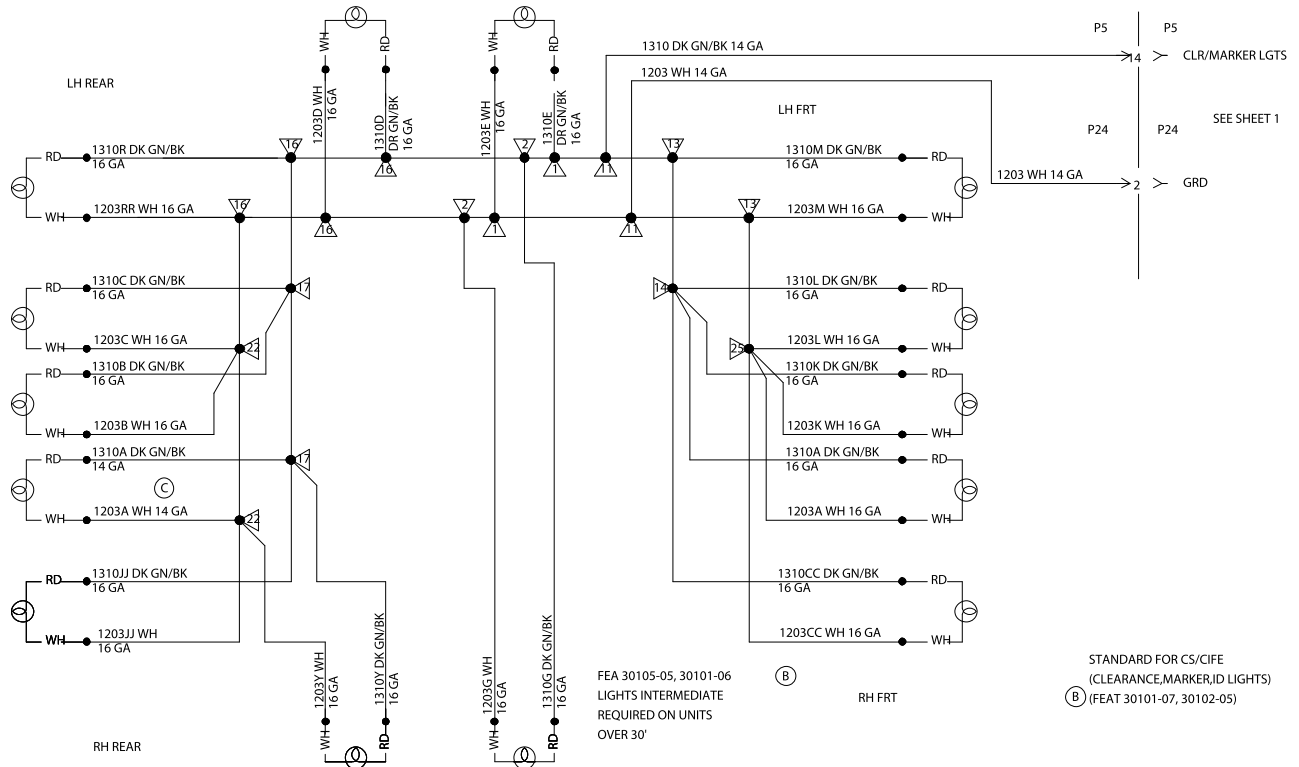 WH
RD
WH
RD
P5
P5
1310 DK GN/BK 14 GA
14
CLR/MARKER LGTS
LH REAR
1203 WH 14 GA
1203D WH
16 GA
1310D
DR GN/BK
16 GA
1203E WH
16 GA
1310E
DR GN/BK
16 GA
LH FRT
SEE SHEET 1
P24
P24
16
2
13
RD
1310R DK GN/BK
16 GA
1310M DK GN/BK
16 GA
RD
16
1
11
1203 WH 14 GA
2
GRD
16
2
13
WH
1203RR WH 16 GA
1203M WH 16 GA
WH
16
1
11
RD
1310C DK GN/BK
16 GA
17
14
1310L DK GN/BK
16 GA
RD
WH
1203C WH 16 GA
22
25
1203L WH 16 GA
WH
RD
1310B DK GN/BK
16 GA
1310K DK GN/BK
16 GA
RD
WH
1203B WH 16 GA
1203K WH 16 GA
WH
RD
1310A DK GN/BK
14 GA
17
1310A DK GN/BK
16 GA
RD
C
WH
1203A WH 14 GA
22
1203A WH 16 GA
WH
RD
1310JJ DK GN/BK
16 GA
1310CC DK GN/BK
16 GA
RD
WH
1203JJ WH
16 GA
1203CC WH 16 GA
WH
1203Y WH
16 GA
1310Y DK GN/BK
16 GA
1203G WH
16 GA
1310G DK GN/BK
16 GA
FEA 30105-05, 30101-06
LIGHTS INTERMEDIATE
REQUIRED ON UNITS
OVER 30'
B
RH FRT
STANDARD FOR CS/CIFE
(CLEARANCE,MARKER,ID LIGHTS)
B
(FEAT 30101-07, 30102-05)
RH REAR
WH
RD
WH
RD